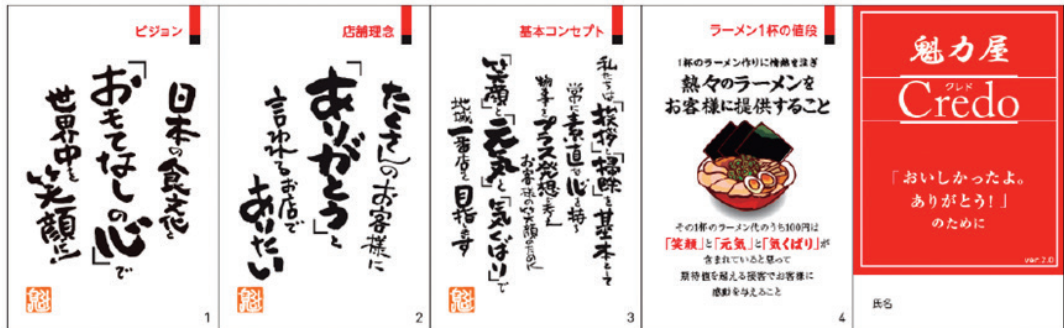 ビジョン
日本の食文化と
「おもてなしの心」で
世界中を笑顔に!
魁
1
店舗理念
たくさんのお客様に
「ありがとう」と
言われるお店で
ありたい
魁
2
基本コンセプト
私たちは「挨拶」「掃除」を基本として
常に素直な心を持ち
物事をプラス発想で考え
お客様の笑顔のために
「笑顔」と「元気」と「気くばり」で
地域一番店を目指します
魁
3
ラーメン1杯の値段
1杯のラーメン作りに情熱を注ぎ
熱々のラーメンを
お客様に提供すること
その1杯のラーメン代のうち100円は
「笑顔」と「元気」と「気くばり」が
含まれていると思って
期待値を超える接客でお客様に
感動を与えること
4
魁力屋
クレド
Credo
「おいしかったよ。
ありがとう!」
のために
ver.2.0
氏名